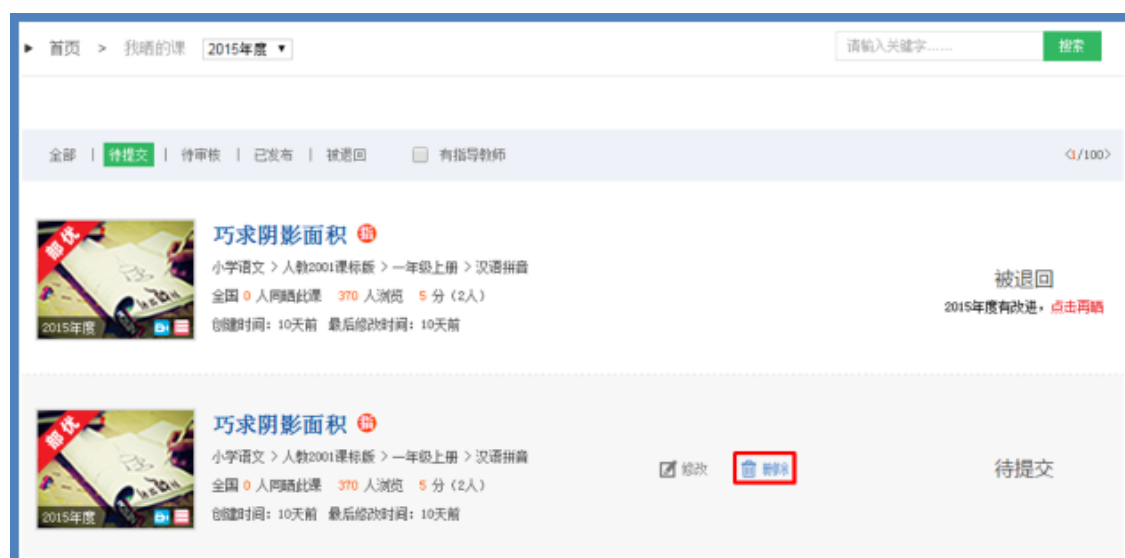 首页 > 我晒的课 2015年度
请输入关键字…… 搜索
全部 | 待提交 | 待审核 | 已发布 | 被退回 有指导教师
<1/100>
部优
2015年度
巧求阴影面积 指
小学语文 > 人教2001课标版 > 一年级上册 > 汉语拼音
全国 0 人同晒此课 370 人浏览 5 分（2人）
创建时间：10天前 最后修改时间：10天前
被退回
2015年度有改进，点击再晒
部优
2015年度
巧求阴影面积 指
小学语文 > 人教2001课标版 > 一年级上册 > 汉语拼音
全国 0 人同晒此课 370 人浏览 5 分（2人）
创建时间：10天前 最后修改时间：10天前
修改 删除
待提交